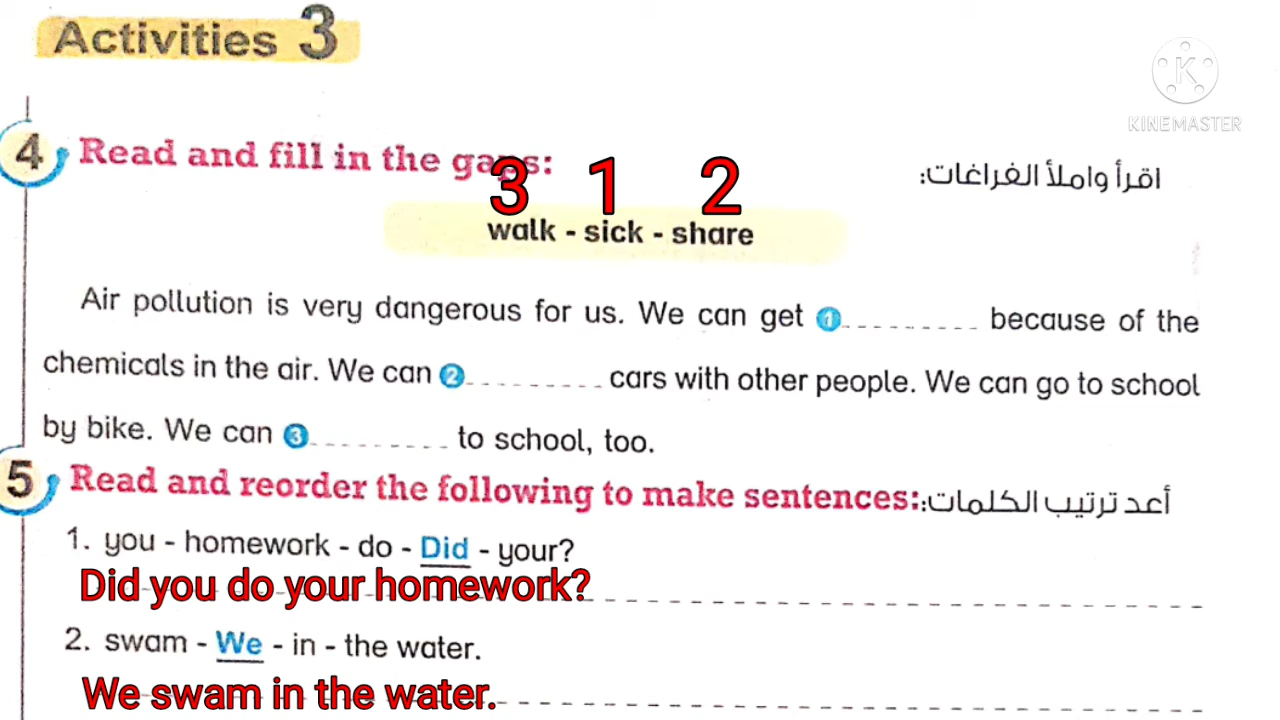 Activities 3
K
KINEMASTER
4 Read and fill in the gaps: اقرأ واملأ الفراغات:
3 1 2
walk - sick - share
Air pollution is very dangerous for us. We can get 1 --------- because of the
chemicals in the air. We can 2 --------- cars with other people. We can go to school
by bike. We can 3 --------- to school, too.
5 Read and reorder the following to make sentences: أعد ترتيب الكلمات:
1. you - homework - do - Did - your?
Did you do your homework?
2. swam - We - in - the water.
We swam in the water.